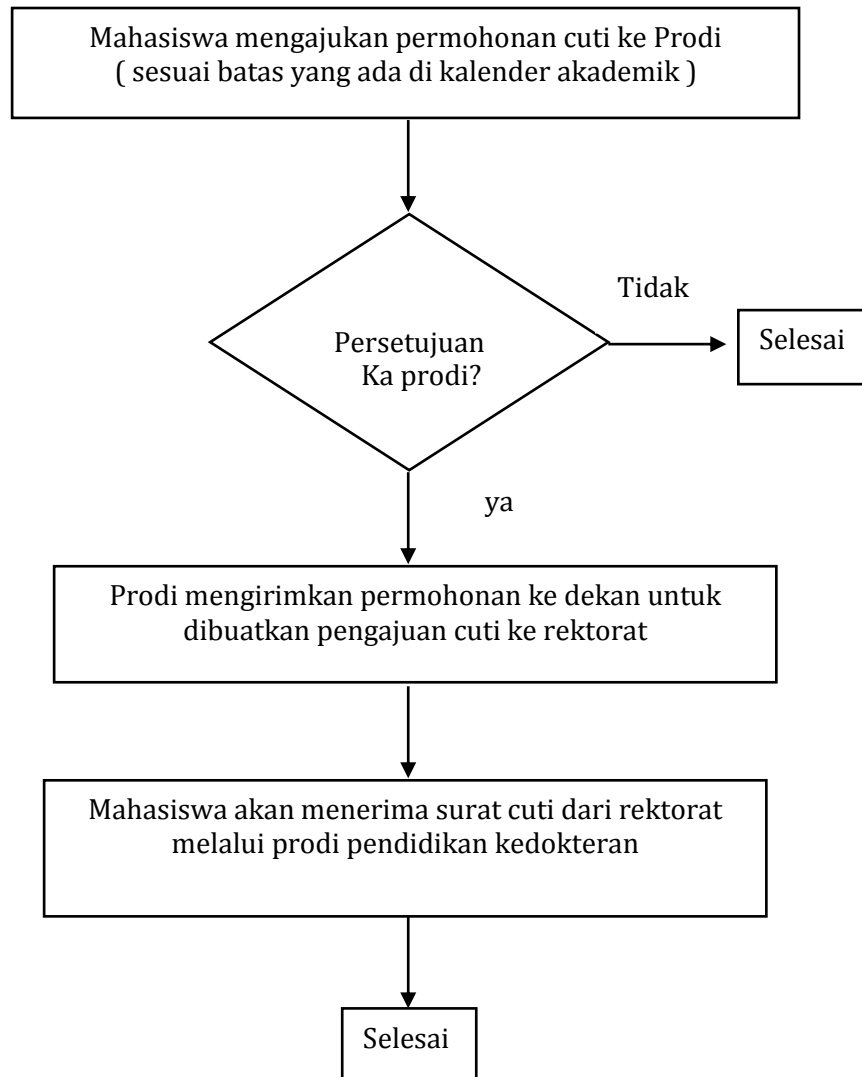 Mahasiswa mengajukan permohonan cuti ke Prodi
( sesuai batas yang ada di kalender akademik )
Tidak
Persetujuan
Ka prodi?
Selesai
ya
Prodi mengirimkan permohonan ke dekan untuk
dibuatkan pengajuan cuti ke rektorat
Mahasiswa akan menerima surat cuti dari rektorat
melalui prodi pendidikan kedokteran
Selesai